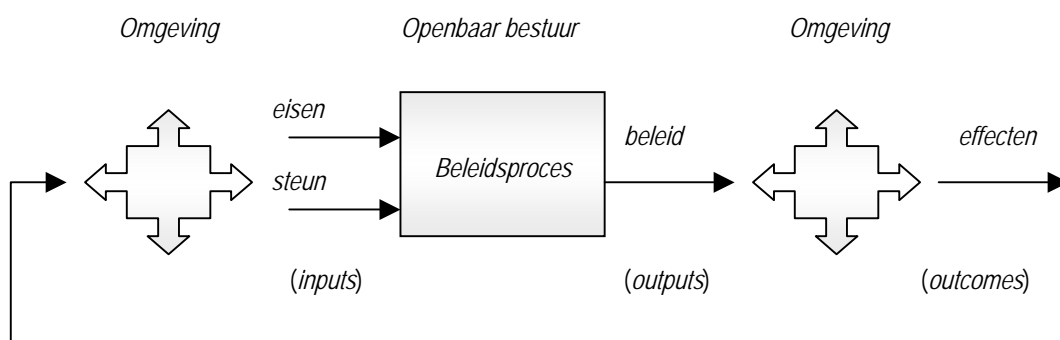 Omgeving
Openbaar bestuur
Omgeving
eisen
beleid
effecten
Beleidsproces
steun
(inputs)
(outputs)
(outcomes)